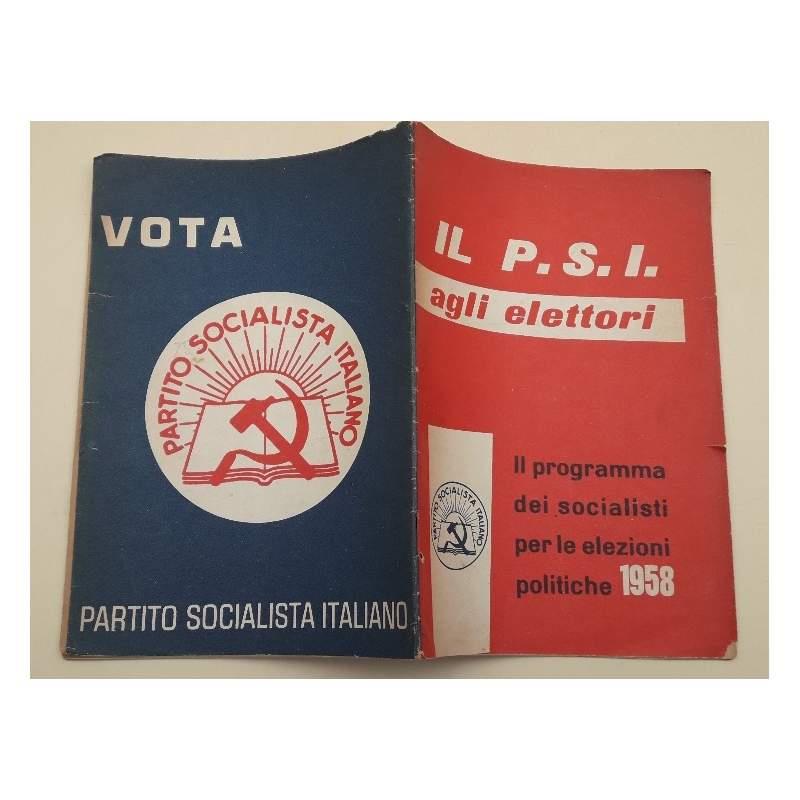 VOTA
PARTITO SOCIALISTA ITALIANO
PARTITO SOCIALISTA ITALIANO
IL P.S.I.
agli elettori
PARTITO SOCIALISTA ITALIANO
Il programma
dei socialisti
per le elezioni
politiche 1958